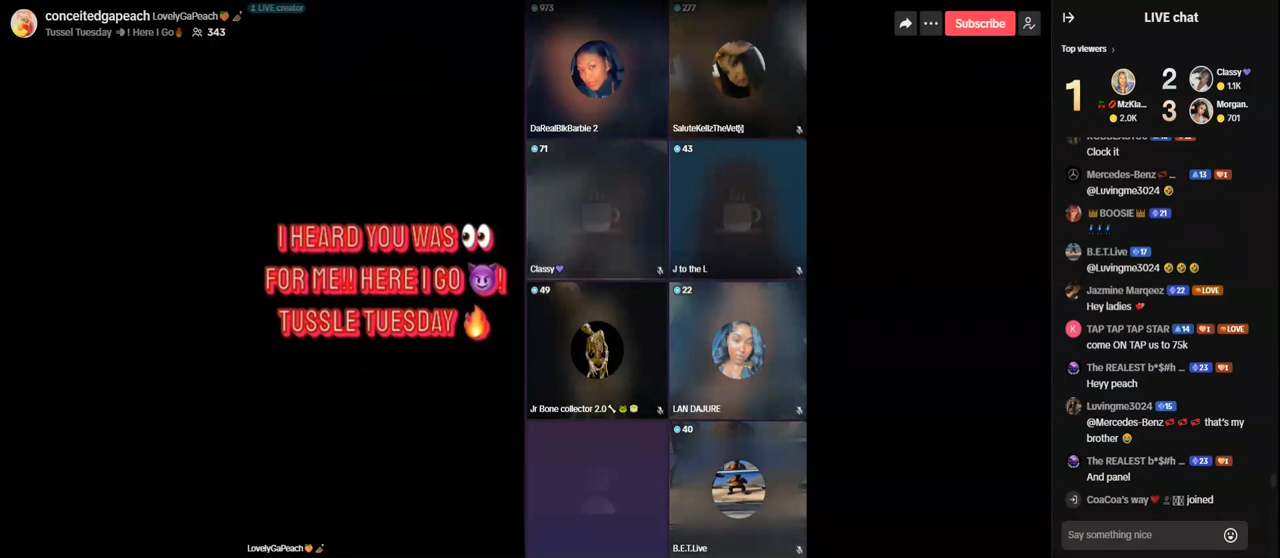 conceitedgapeach LovelyGaPeach🍑
LIVE creator
Tussel Tuesday 💨! Here I Go🔥 343
Subscribe
LIVE chat
Top viewers >
1 🍒💋MzKla... 2.0K
2 Classy💜 1.1K
3 Morgan. 701
973
DaRealBlkBarbie 2
277
SaluteKellzTheVet
71
Classy💜
43
J to the L
49
Jr Bone collector 2.0🦴🐸
22
LAN DAJURE
40
B.E.T.Live
I HEARD YOU WAS 👀
FOR ME!! HERE I GO 😈!
TUSSLE TUESDAY 🔥
LovelyGaPeach🍑
Clock it
Mercedes-Benz ... 13 1
@Luvingme3024 🤣
👑BOOSIE👑 21
B.E.T.Live 17
@Luvingme3024 🤣🤣🤣
Jazmine Marqeez 22 LOVE
Hey ladies
TAP TAP TAP STAR 14 1 LOVE
K
come ON TAP us to 75k
The REALEST b*$#h ... 23 1
Heyy peach
Luvingme3024 15
@Mercedes-Benz that's my
brother 😂
The REALEST b*$#h ... 23 1
And panel
CoaCoa's way❤ joined
Say something nice